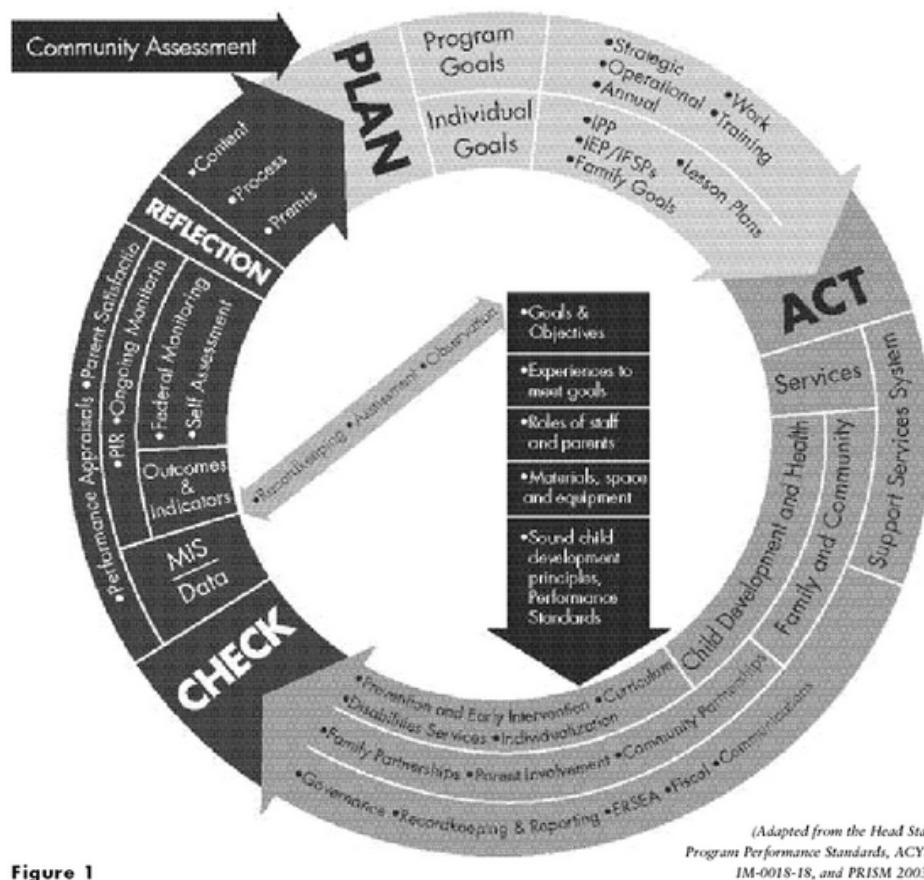 Community Assessment
PLAN
Program
Goals
Individual
Goals
•Strategic
•Operational
•Annual
•Work
•Training
•IPP
•IEP/IFSPs
•Family Goals
•Lesson Plans
ACT
Services
Support Services System
Child Development and Health
Family and Community
•Prevention and Early Intervention •Curriculum
•Disabilities Services •Individualization
•Family Partnerships •Parent Involvement •Community Partnerships
•Governance •Recordkeeping & Reporting •ERSEA •Fiscal •Communications
CHECK
MIS
Data
Outcomes
&
Indicators
•Performance Appraisals •Parent Satisfactio
•PIR •Ongoing Monitorin
•Federal Monitoring
•Self Assessment
REFLECTION
•Content
•Process
•Premis
•Recordkeeping •Assessment •Observation
•Goals &
Objectives
•Experiences to
meet goals
•Roles of staff
and parents
•Materials, space
and equipment
•Sound child
development
principles,
Performance
Standards
Figure 1
(Adapted from the Head Sta
Program Performance Standards, ACY
IM-0018-18, and PRISM